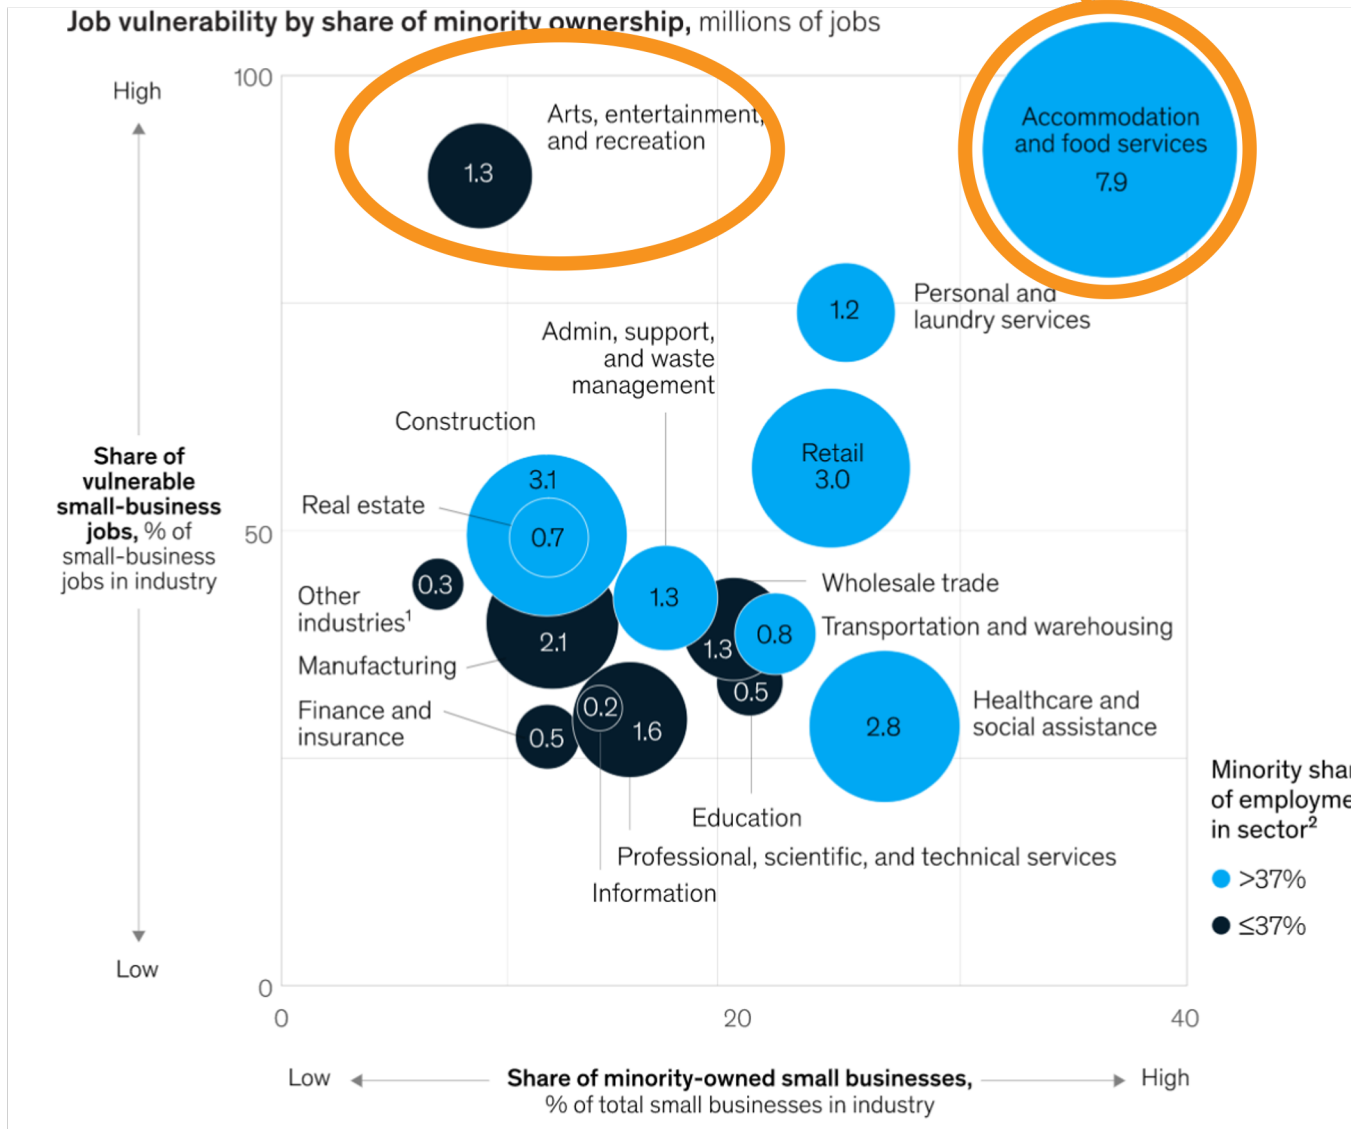 Job vulnerability by share of minority ownership, millions of jobs
High
100
Arts, entertainment,
and recreation
1.3
Accommodation
and food services
7.9
Personal and
laundry services
1.2
Admin, support,
and waste
management
Construction
3.1
Retail
3.0
Share of
vulnerable
small-business
jobs, % of
small-business
jobs in industry
Real estate
0.7
50
0.3
Other
industries¹
1.3
Wholesale trade
1.3
0.8
Transportation and warehousing
Manufacturing
2.1
0.5
Education
Healthcare and
social assistance
2.8
Finance and
insurance
0.5
0.2
1.6
Professional, scientific, and technical services
Information
Minority shar
of employme
in sector²
>37%
≤37%
Low
0
0
20
40
Low
Share of minority-owned small businesses,
% of total small businesses in industry
High